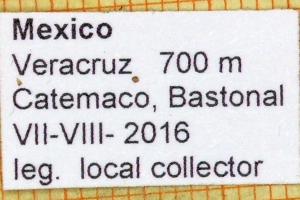 Mexico
Veracruz 700 m
Catemaco, Bastonal
VII-VIII- 2016
leg. local collector